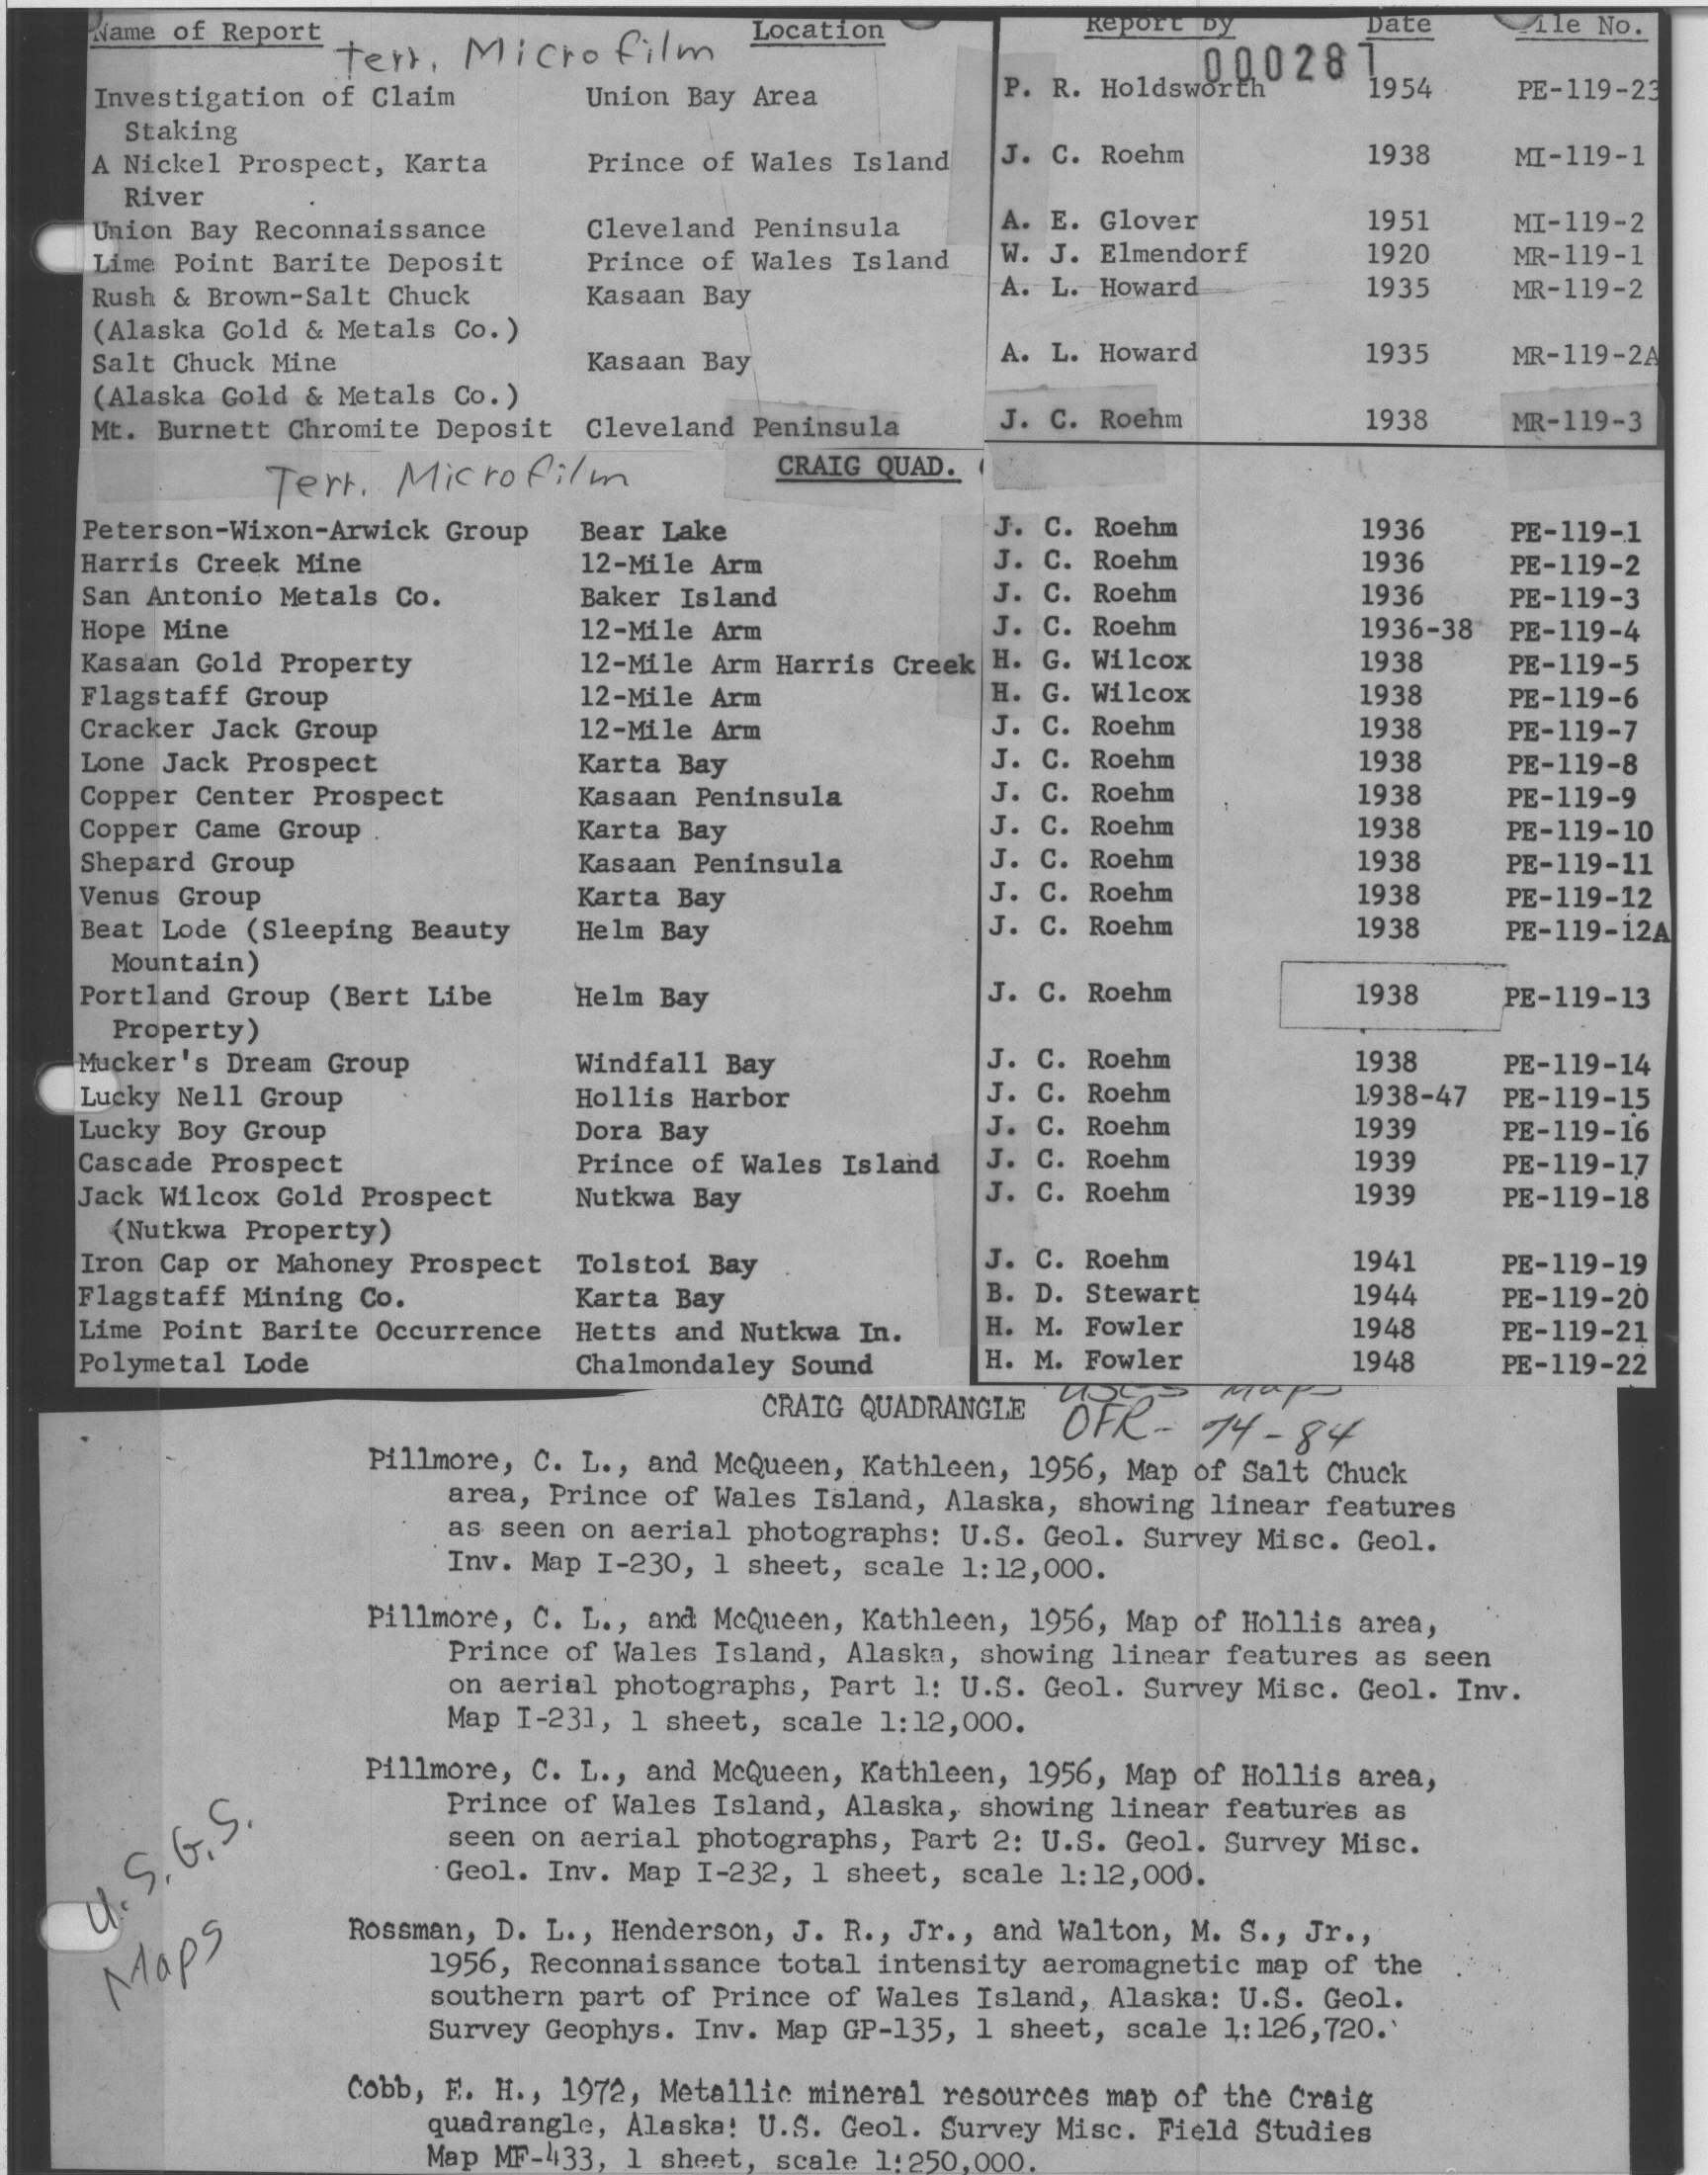 Name of Report Location Report by Date File No.
Terr. Microfilm 000287
Investigation of Claim Union Bay Area P. R. Holdsworth 1954 PE-119-23
Staking
A Nickel Prospect, Karta Prince of Wales Island J. C. Roehm 1938 MI-119-1
River
Union Bay Reconnaissance Cleveland Peninsula A. E. Glover 1951 MI-119-2
Lime Point Barite Deposit Prince of Wales Island W. J. Elmendorf 1920 MR-119-1
Rush & Brown-Salt Chuck Kasaan Bay A. L. Howard 1935 MR-119-2
(Alaska Gold & Metals Co.)
Salt Chuck Mine Kasaan Bay A. L. Howard 1935 MR-119-2A
(Alaska Gold & Metals Co.)
Mt. Burnett Chromite Deposit Cleveland Peninsula J. C. Roehm 1938 MR-119-3
Terr. Microfilm CRAIG QUAD.
Peterson-Wixon-Arwick Group Bear Lake J. C. Roehm 1936 PE-119-1
Harris Creek Mine 12-Mile Arm J. C. Roehm 1936 PE-119-2
San Antonio Metals Co. Baker Island J. C. Roehm 1936 PE-119-3
Hope Mine 12-Mile Arm J. C. Roehm 1936-38 PE-119-4
Kasaan Gold Property 12-Mile Arm Harris Creek H. G. Wilcox 1938 PE-119-5
Flagstaff Group 12-Mile Arm H. G. Wilcox 1938 PE-119-6
Cracker Jack Group 12-Mile Arm J. C. Roehm 1938 PE-119-7
Lone Jack Prospect Karta Bay J. C. Roehm 1938 PE-119-8
Copper Center Prospect Kasaan Peninsula J. C. Roehm 1938 PE-119-9
Copper Came Group Karta Bay J. C. Roehm 1938 PE-119-10
Shepard Group Kasaan Peninsula J. C. Roehm 1938 PE-119-11
Venus Group Karta Bay J. C. Roehm 1938 PE-119-12
Beat Lode (Sleeping Beauty Helm Bay J. C. Roehm 1938 PE-119-12A
Mountain)
Portland Group (Bert Libe Helm Bay J. C. Roehm 1938 PE-119-13
Property)
Mucker's Dream Group Windfall Bay J. C. Roehm 1938 PE-119-14
Lucky Nell Group Hollis Harbor J. C. Roehm 1938-47 PE-119-15
Lucky Boy Group Dora Bay J. C. Roehm 1939 PE-119-16
Cascade Prospect Prince of Wales Island J. C. Roehm 1939 PE-119-17
Jack Wilcox Gold Prospect Nutkwa Bay J. C. Roehm 1939 PE-119-18
(Nutkwa Property)
Iron Cap or Mahoney Prospect Tolstoi Bay J. C. Roehm 1941 PE-119-19
Flagstaff Mining Co. Karta Bay B. D. Stewart 1944 PE-119-20
Lime Point Barite Occurrence Hetts and Nutkwa In. H. M. Fowler 1948 PE-119-21
Polymetal Lode Chalmondaley Sound H. M. Fowler 1948 PE-119-22
USGS Maps
CRAIG QUADRANGLE OFR- 74-84
Pillmore, C. L., and McQueen, Kathleen, 1956, Map of Salt Chuck
area, Prince of Wales Island, Alaska, showing linear features
as seen on aerial photographs: U.S. Geol. Survey Misc. Geol.
Inv. Map I-230, 1 sheet, scale 1:12,000.
Pillmore, C. L., and McQueen, Kathleen, 1956, Map of Hollis area,
Prince of Wales Island, Alaska, showing linear features as seen
on aerial photographs, Part 1: U.S. Geol. Survey Misc. Geol. Inv.
Map I-231, 1 sheet, scale 1:12,000.
Pillmore, C. L., and McQueen, Kathleen, 1956, Map of Hollis area,
Prince of Wales Island, Alaska, showing linear features as
seen on aerial photographs, Part 2: U.S. Geol. Survey Misc.
Geol. Inv. Map I-232, 1 sheet, scale 1:12,000.
U.S.G.S.
Maps
Rossman, D. L., Henderson, J. R., Jr., and Walton, M. S., Jr.,
1956, Reconnaissance total intensity aeromagnetic map of the
southern part of Prince of Wales Island, Alaska: U.S. Geol.
Survey Geophys. Inv. Map GP-135, 1 sheet, scale 1:126,720.
Cobb, E. H., 1972, Metallic mineral resources map of the Craig
quadrangle, Alaska: U.S. Geol. Survey Misc. Field Studies
Map MF-433, 1 sheet, scale 1:250,000.